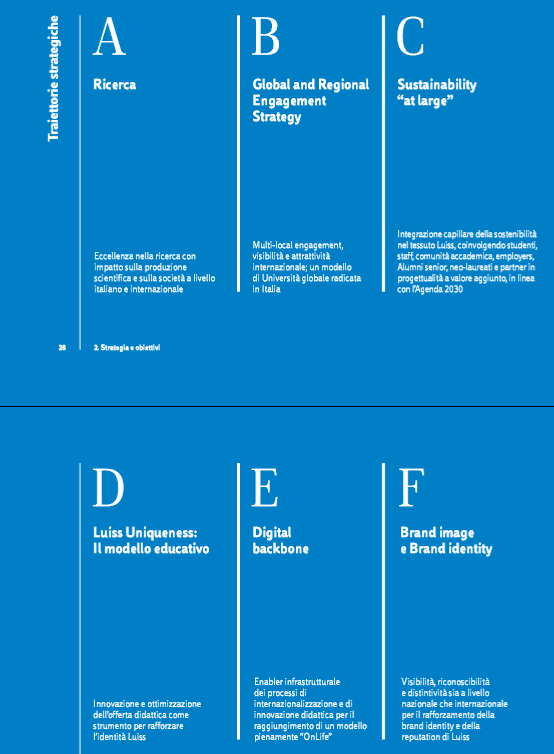 Traiettorie strategiche
A
Ricerca
Eccellenza nella ricerca con
impatto sulla produzione
scientifica e sulla società a livello
italiano e internazionale
B
Global and Regional
Engagement
Strategy
Multi-local engagement,
visibilità e attrattività
internazionale; un modello
di Università globale radicata
in Italia
C
Sustainability
“at large”
Integrazione capillare della sostenibilità
nel tessuto Luiss, coinvolgendo studenti,
staff, comunità accademica, employers,
Alumni senior, neo-laureati e partner in
progettualità a valore aggiunto, in linea
con l’Agenda 2030
28 2. Strategia e obiettivi
D
Luiss Uniqueness:
Il modello educativo
Innovazione e ottimizzazione
dell’offerta didattica come
strumento per rafforzare
l’identità Luiss
E
Digital
backbone
Enabler infrastrutturale
dei processi di
internazionalizzazione e di
innovazione didattica per il
raggiungimento di un modello
pienamente “OnLife”
F
Brand image
e Brand identity
Visibilità, riconoscibilità
e distintività sia a livello
nazionale che internazionale
per il rafforzamento della
brand identity e della
reputation di Luiss